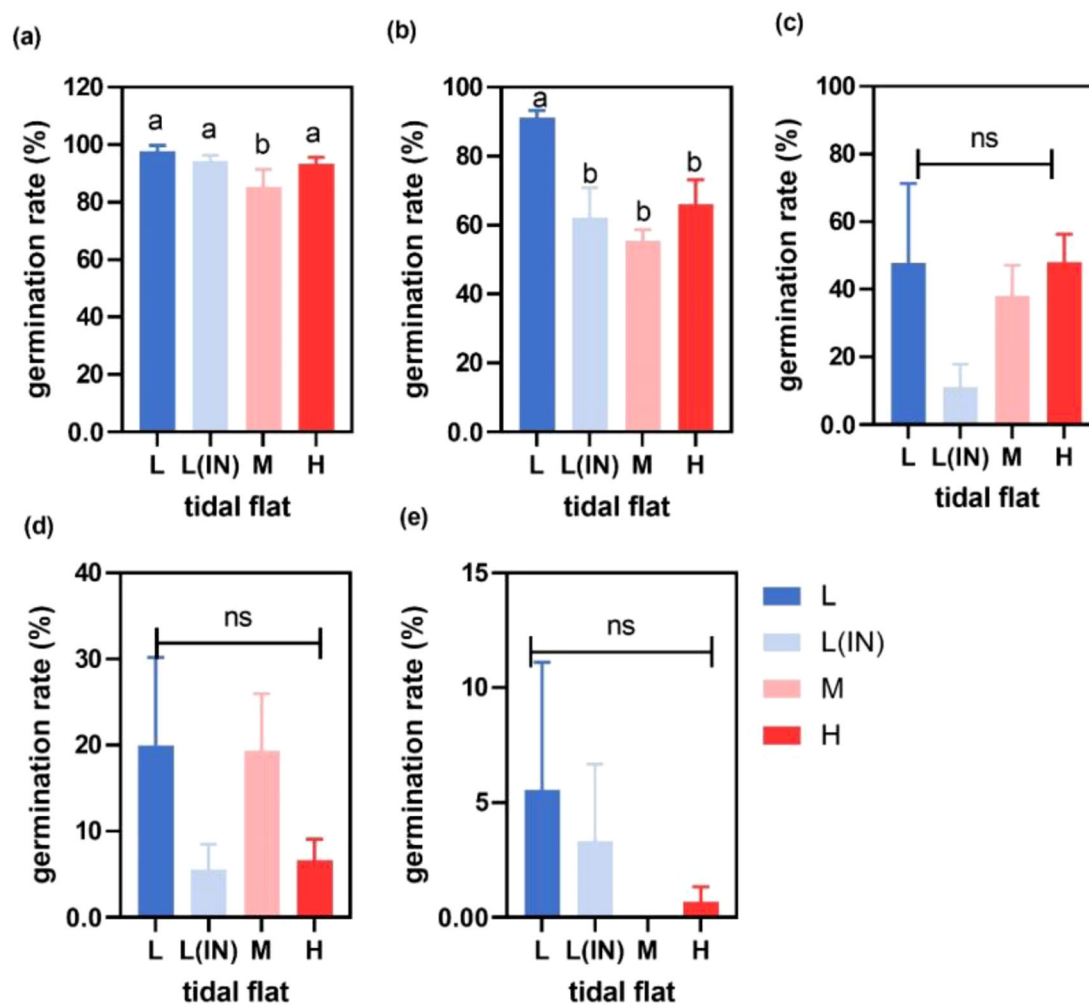 (a)
germination rate (%)
120
100
80
60
40
20
0.0
a a b a
L L(IN) M H
tidal flat
(b)
germination rate (%)
100
80
60
40
20
0.0
a b b b
L L(IN) M H
tidal flat
(c)
germination rate (%)
100
80
60
40
20
0.0
ns
L L(IN) M H
tidal flat
(d)
germination rate (%)
40
30
20
10
0.0
ns
L L(IN) M H
tidal flat
(e)
germination rate (%)
15
10
5
0.00
ns
L L(IN) M H
tidal flat
L
L(IN)
M
H